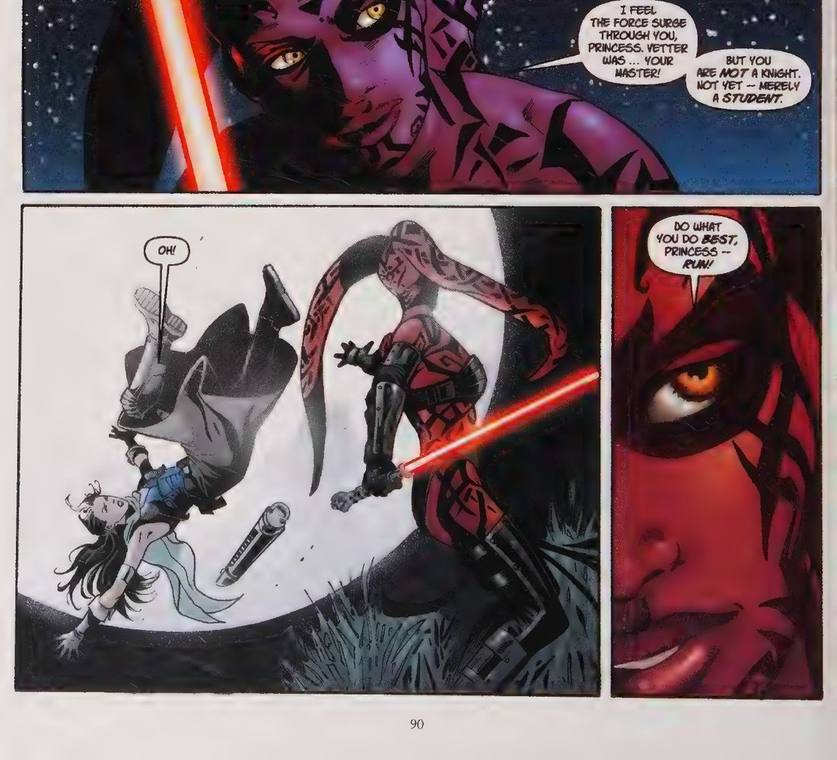 I FEEL
THE FORCE SURGE
THROUGH YOU,
PRINCESS. VETTER
WAS ... YOUR
MASTER!
BUT YOU
ARE NOT A KNIGHT.
NOT YET -- MERELY
A STUDENT.
OH!
DO WHAT
YOU DO BEST,
PRINCESS --
RUN!
90